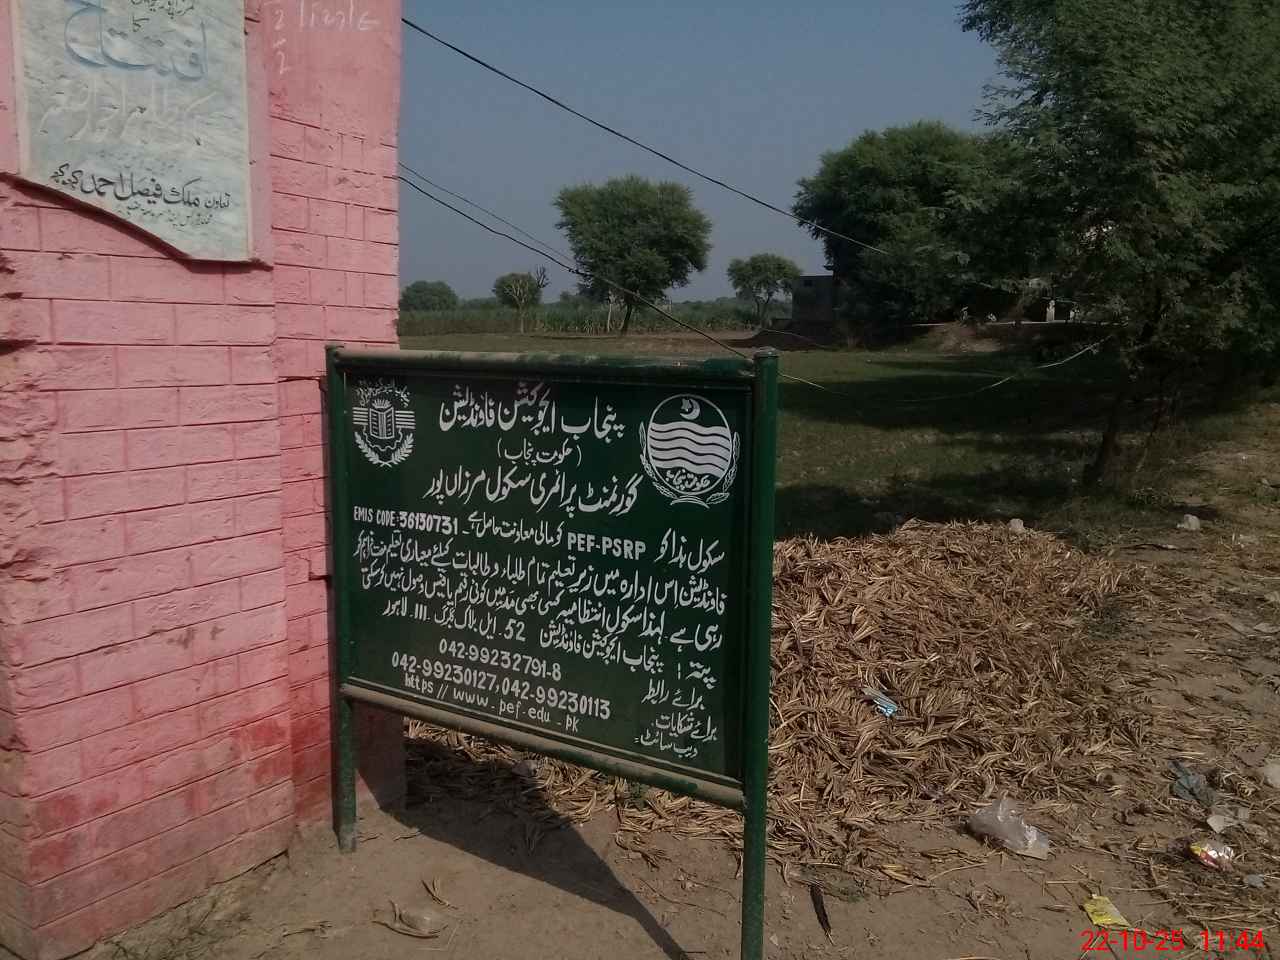 افتتاح
تعاون ملک فیصل احمد
پنجاب ایجوکیشن فاؤنڈیشن
(حکومت پنجاب)
حکومت پنجاب
گورنمنٹ پرائمری سکول مرزاں پور
سکول ہذا کو PEF-PSRP کو مالی معاونت حاصل ہے۔ EMIS CODE:36130731
فاؤنڈیشن اس ادارہ میں زیر تعلیم تمام طلباء و طالبات کیلئے معیاری تعلیم مفت فراہم کر
رہی ہے لہذا سکول انتظامیہ کسی بھی مد میں کوئی رقم یا فیس وصول نہیں کر سکتی
پتہ: پنجاب ایجوکیشن فاؤنڈیشن 52۔ ایل بلاک گلبرگ۔ III۔ لاہور
برائے رابطہ 042-99232791-8
برائے شکایات۔ 042-99230127,042-99230113
ویب سائٹ۔ https//www-pef-edu-pk
22-10-25 11:44